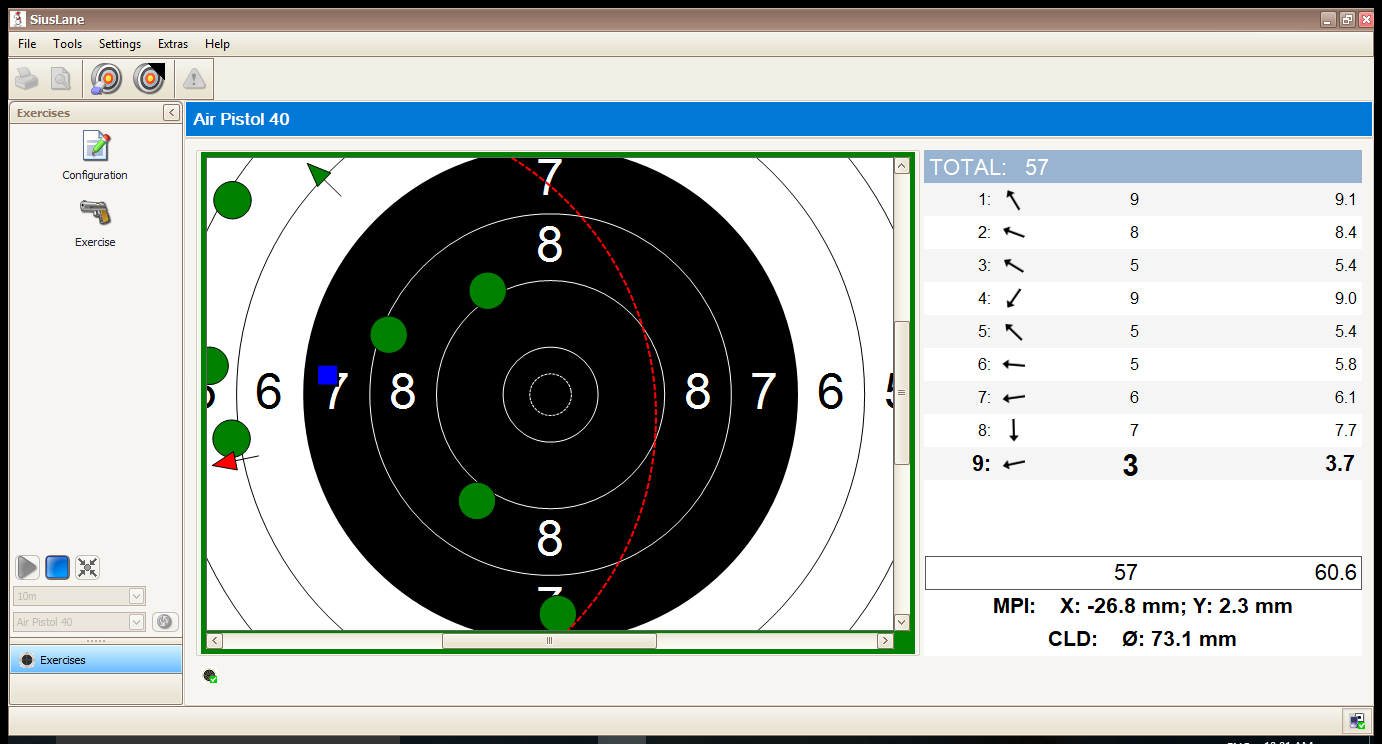 SiusLane
File Tools Settings Extras Help
Exercises
Configuration
Exercise
10m
Air Pistol 40
Exercises
Air Pistol 40
7
8
6 7 8 8 7 6
8
TOTAL: 57
1: 9 9.1
2: 8 8.4
3: 5 5.4
4: 9 9.0
5: 5 5.4
6: 5 5.8
7: 6 6.1
8: 7 7.7
9: 3 3.7
57 60.6
MPI: X: -26.8 mm; Y: 2.3 mm
CLD: Ø: 73.1 mm